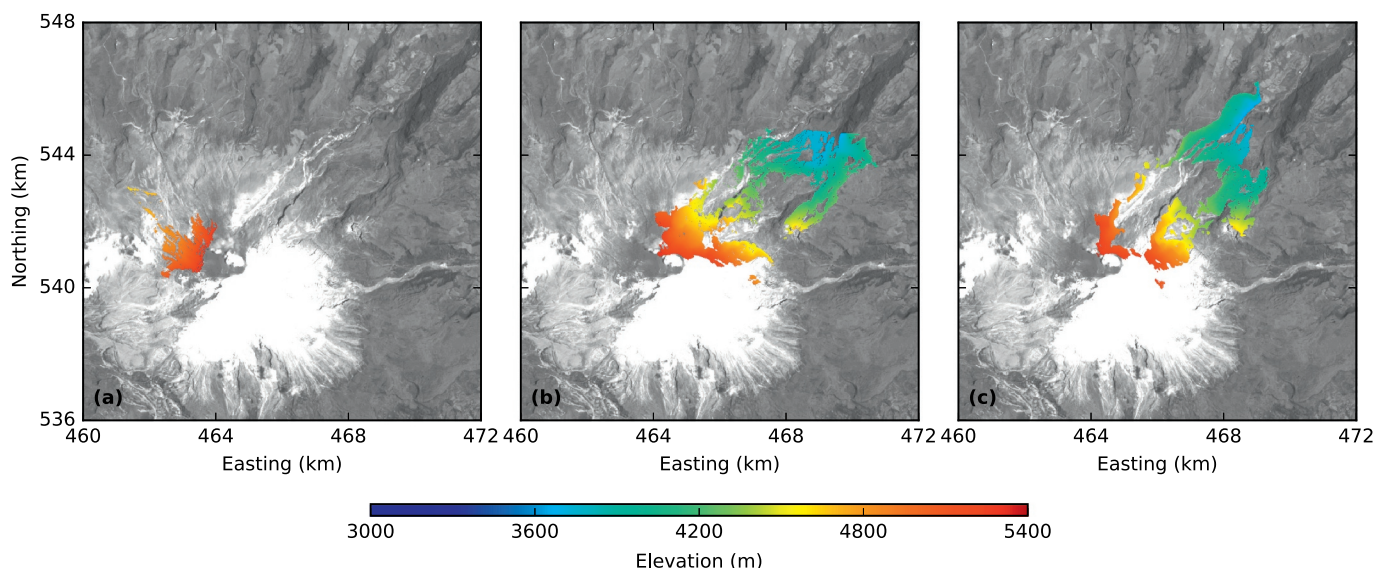 548
544
540
536
Northing (km)
(a) (b) (c)
460 464 468 472 460 464 468 472 460 464 468 472
Easting (km) Easting (km) Easting (km)
3000 3600 4200 4800 5400
Elevation (m)